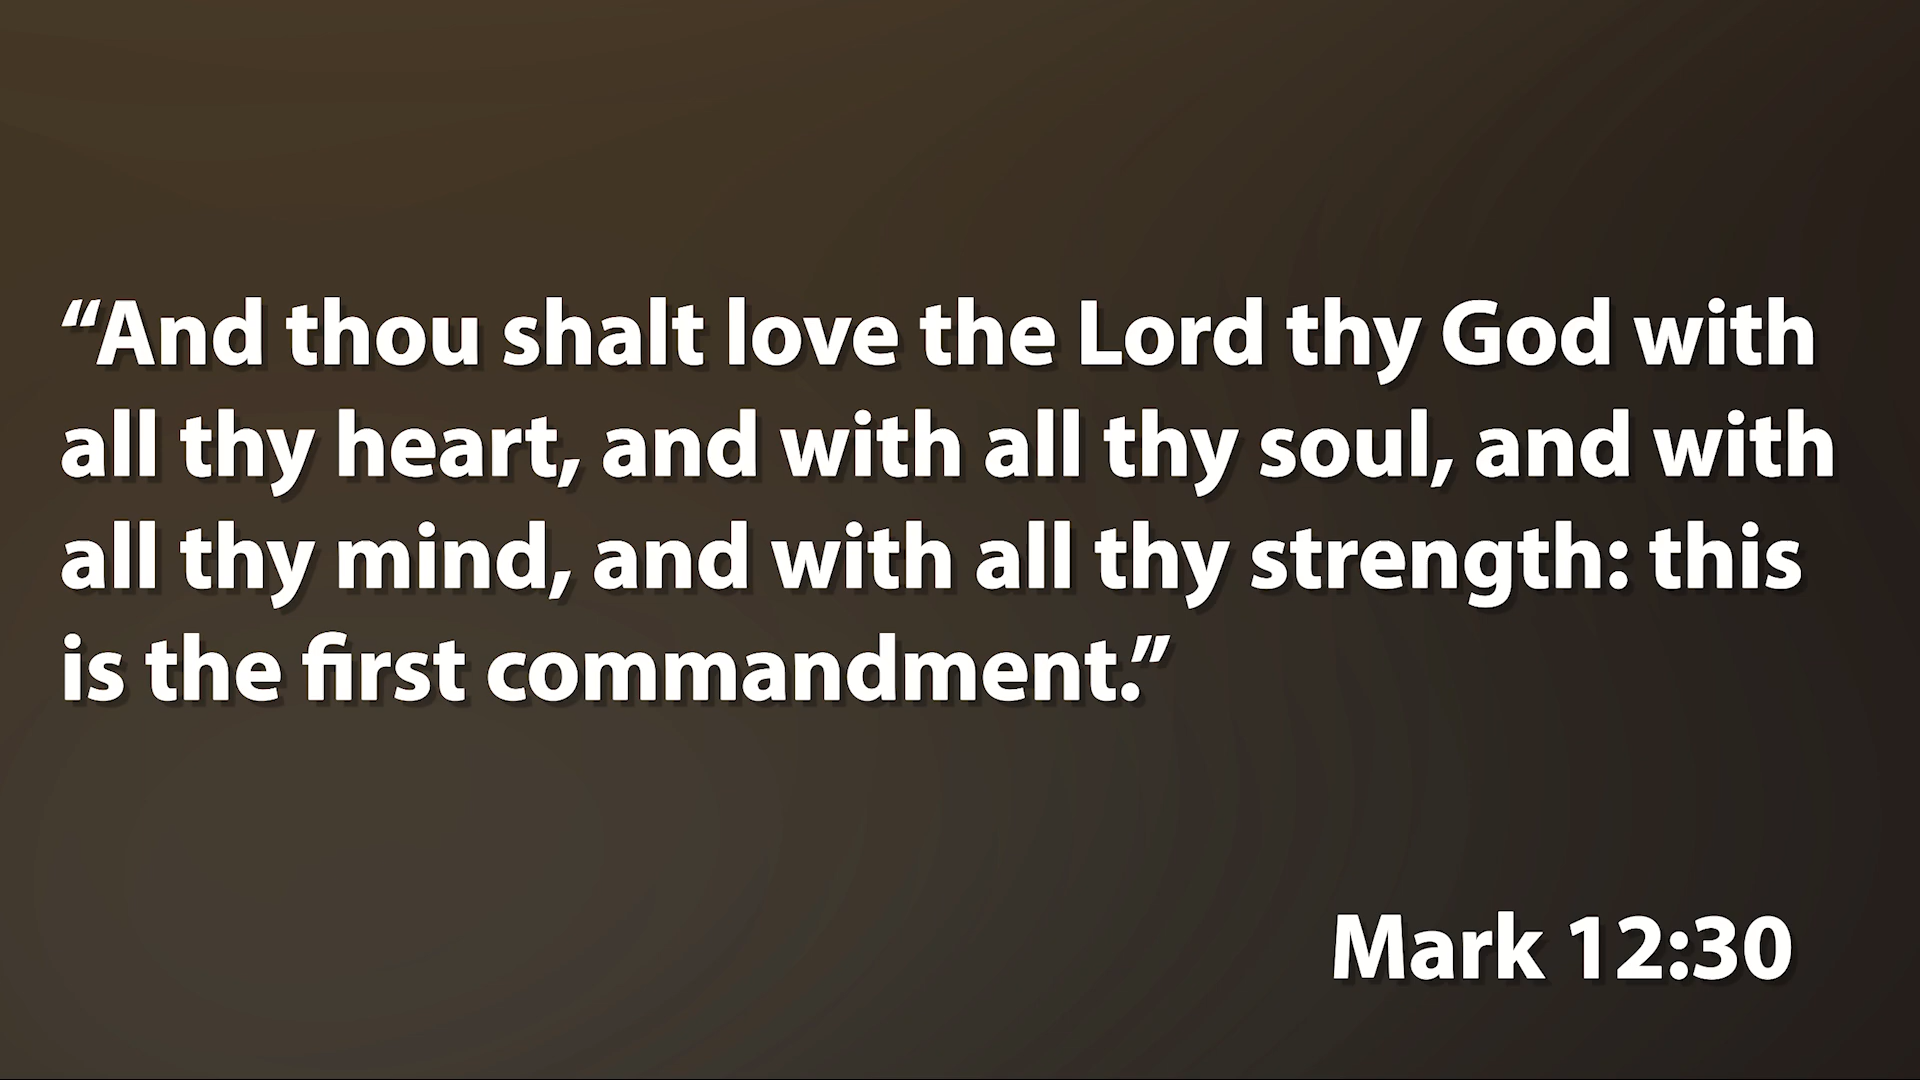 “And thou shalt love the Lord thy God with
all thy heart, and with all thy soul, and with
all thy mind, and with all thy strength: this
is the first commandment.”
Mark 12:30